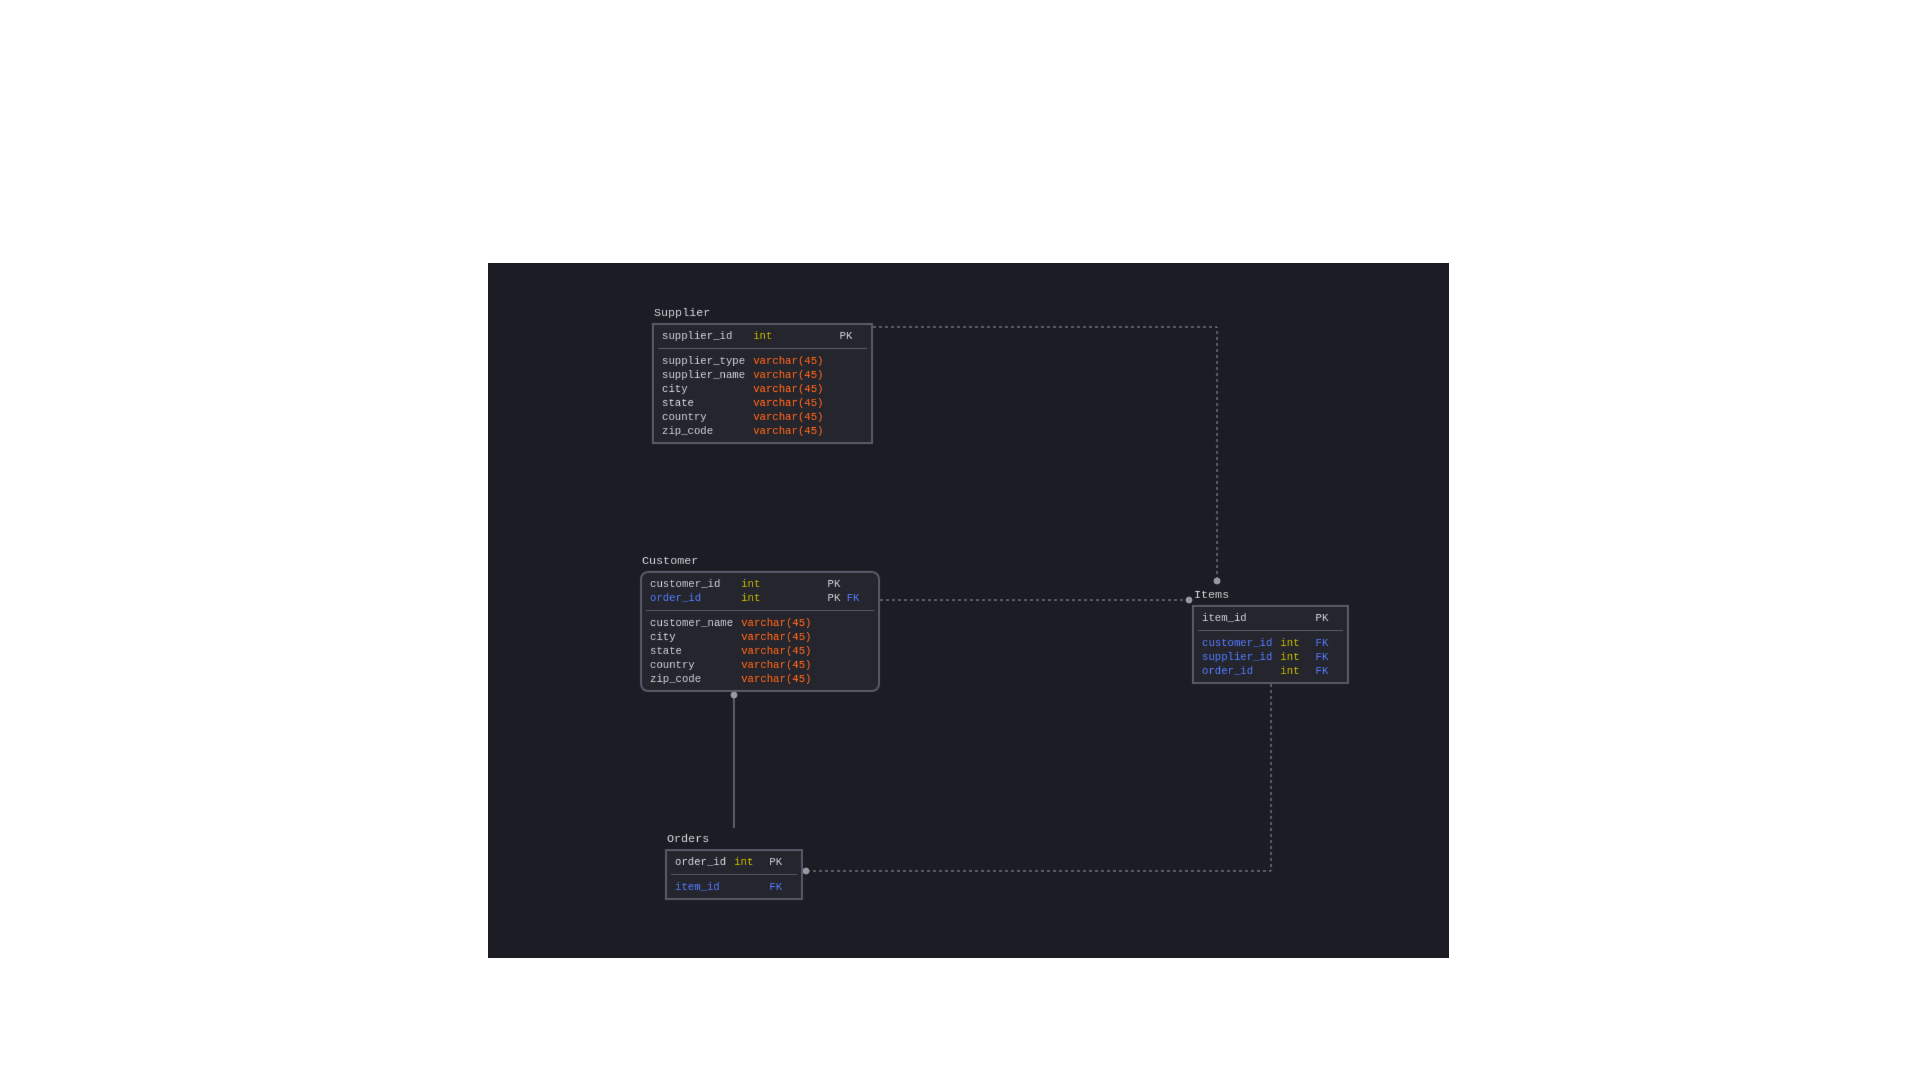 Supplier
supplier_id int PK
supplier_type varchar(45)
supplier_name varchar(45)
city varchar(45)
state varchar(45)
country varchar(45)
zip_code varchar(45)
Customer
customer_id int PK
order_id int PK FK
customer_name varchar(45)
city varchar(45)
state varchar(45)
country varchar(45)
zip_code varchar(45)
Items
item_id PK
customer_id int FK
supplier_id int FK
order_id int FK
Orders
order_id int PK
item_id FK